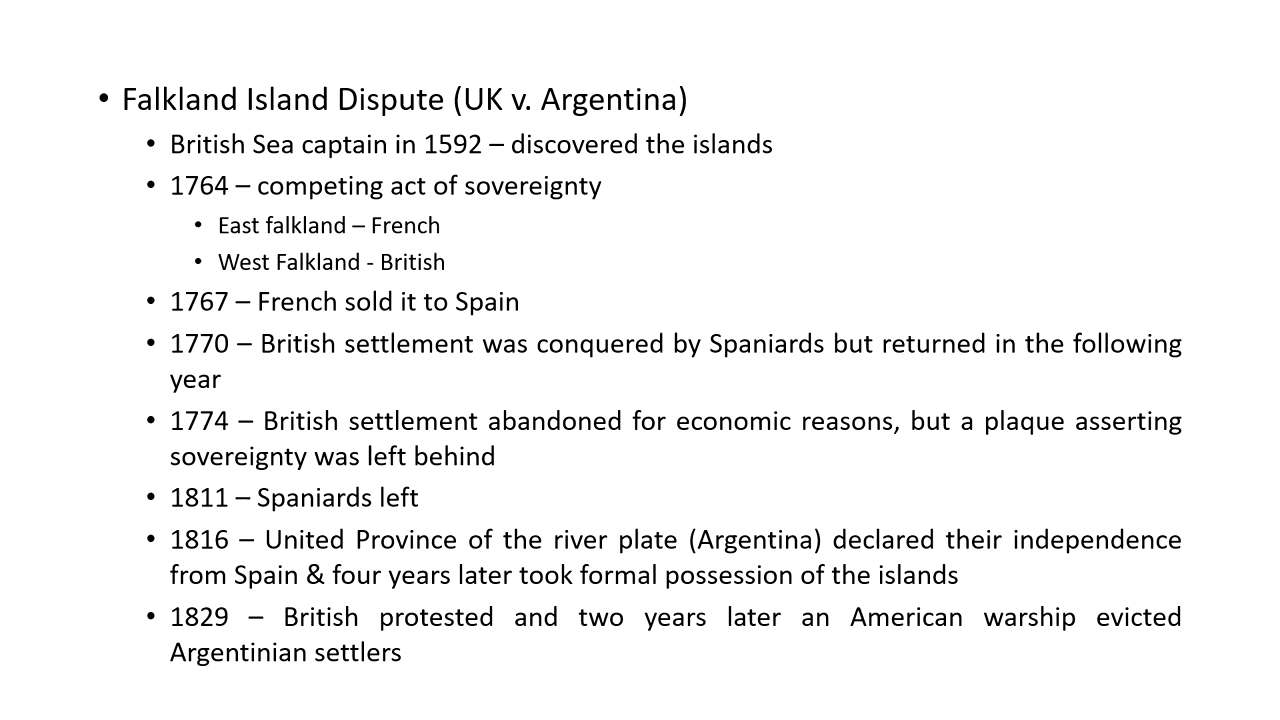 • Falkland Island Dispute (UK v. Argentina)
• British Sea captain in 1592 – discovered the islands
• 1764 – competing act of sovereignty
• East falkland – French
• West Falkland - British
• 1767 – French sold it to Spain
• 1770 – British settlement was conquered by Spaniards but returned in the following
year
• 1774 – British settlement abandoned for economic reasons, but a plaque asserting
sovereignty was left behind
• 1811 – Spaniards left
• 1816 – United Province of the river plate (Argentina) declared their independence
from Spain & four years later took formal possession of the islands
• 1829 – British protested and two years later an American warship evicted
Argentinian settlers